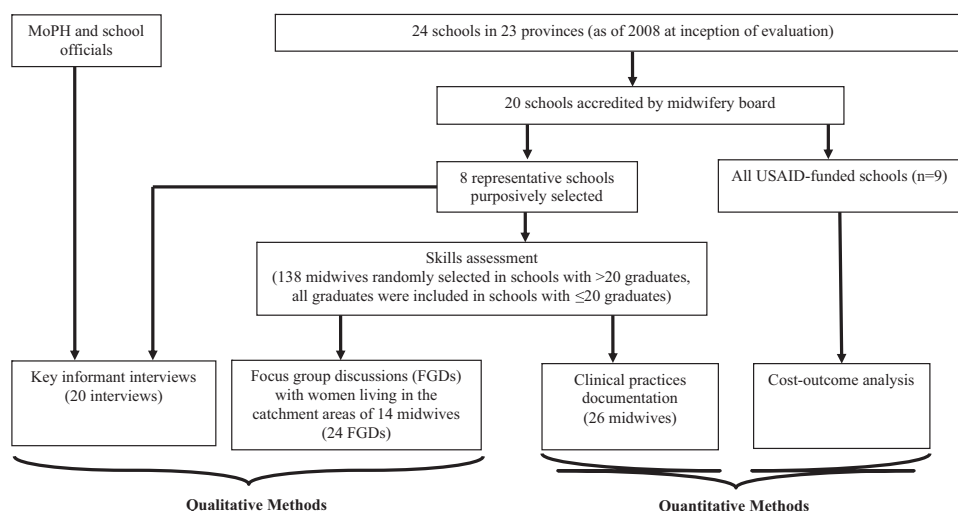 MoPH and school
officials
24 schools in 23 provinces (as of 2008 at inception of evaluation)
20 schools accredited by midwifery board
8 representative schools
purposively selected
All USAID-funded schools (n=9)
Skills assessment
(138 midwives randomly selected in schools with >20 graduates,
all graduates were included in schools with ≤20 graduates)
Key informant interviews
(20 interviews)
Focus group discussions (FGDs)
with women living in the
catchment areas of 14 midwives
(24 FGDs)
Clinical practices
documentation
(26 midwives)
Cost-outcome analysis
Qualitative Methods
Quantitative Methods